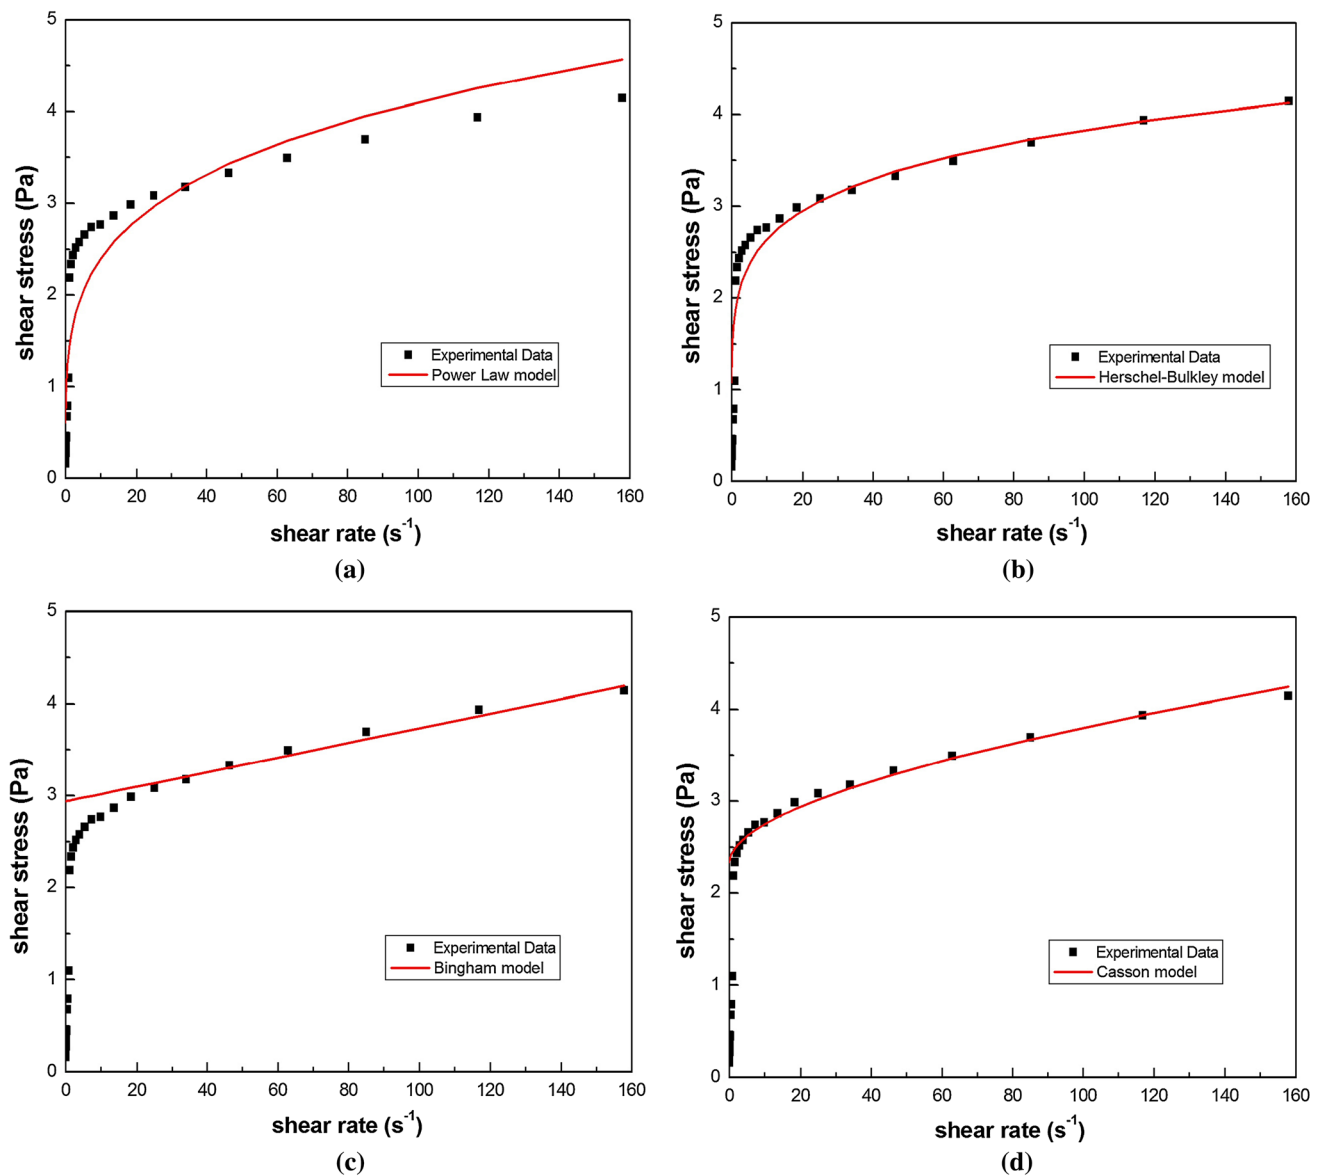 5
4
3
2
1
0
0 20 40 60 80 100 120 140 160
shear stress (Pa)
shear rate (s⁻¹)
Experimental Data
Power Law model
(a)
5
4
3
2
1
0
0 20 40 60 80 100 120 140 160
shear stress (Pa)
shear rate (s⁻¹)
Experimental Data
Herschel-Bulkley model
(b)
5
4
3
2
1
0
0 20 40 60 80 100 120 140 160
shear stress (Pa)
shear rate (s⁻¹)
Experimental Data
Bingham model
(c)
5
4
3
2
1
0
0 20 40 60 80 100 120 140 160
shear stress (Pa)
shear rate (s⁻¹)
Experimental Data
Casson model
(d)